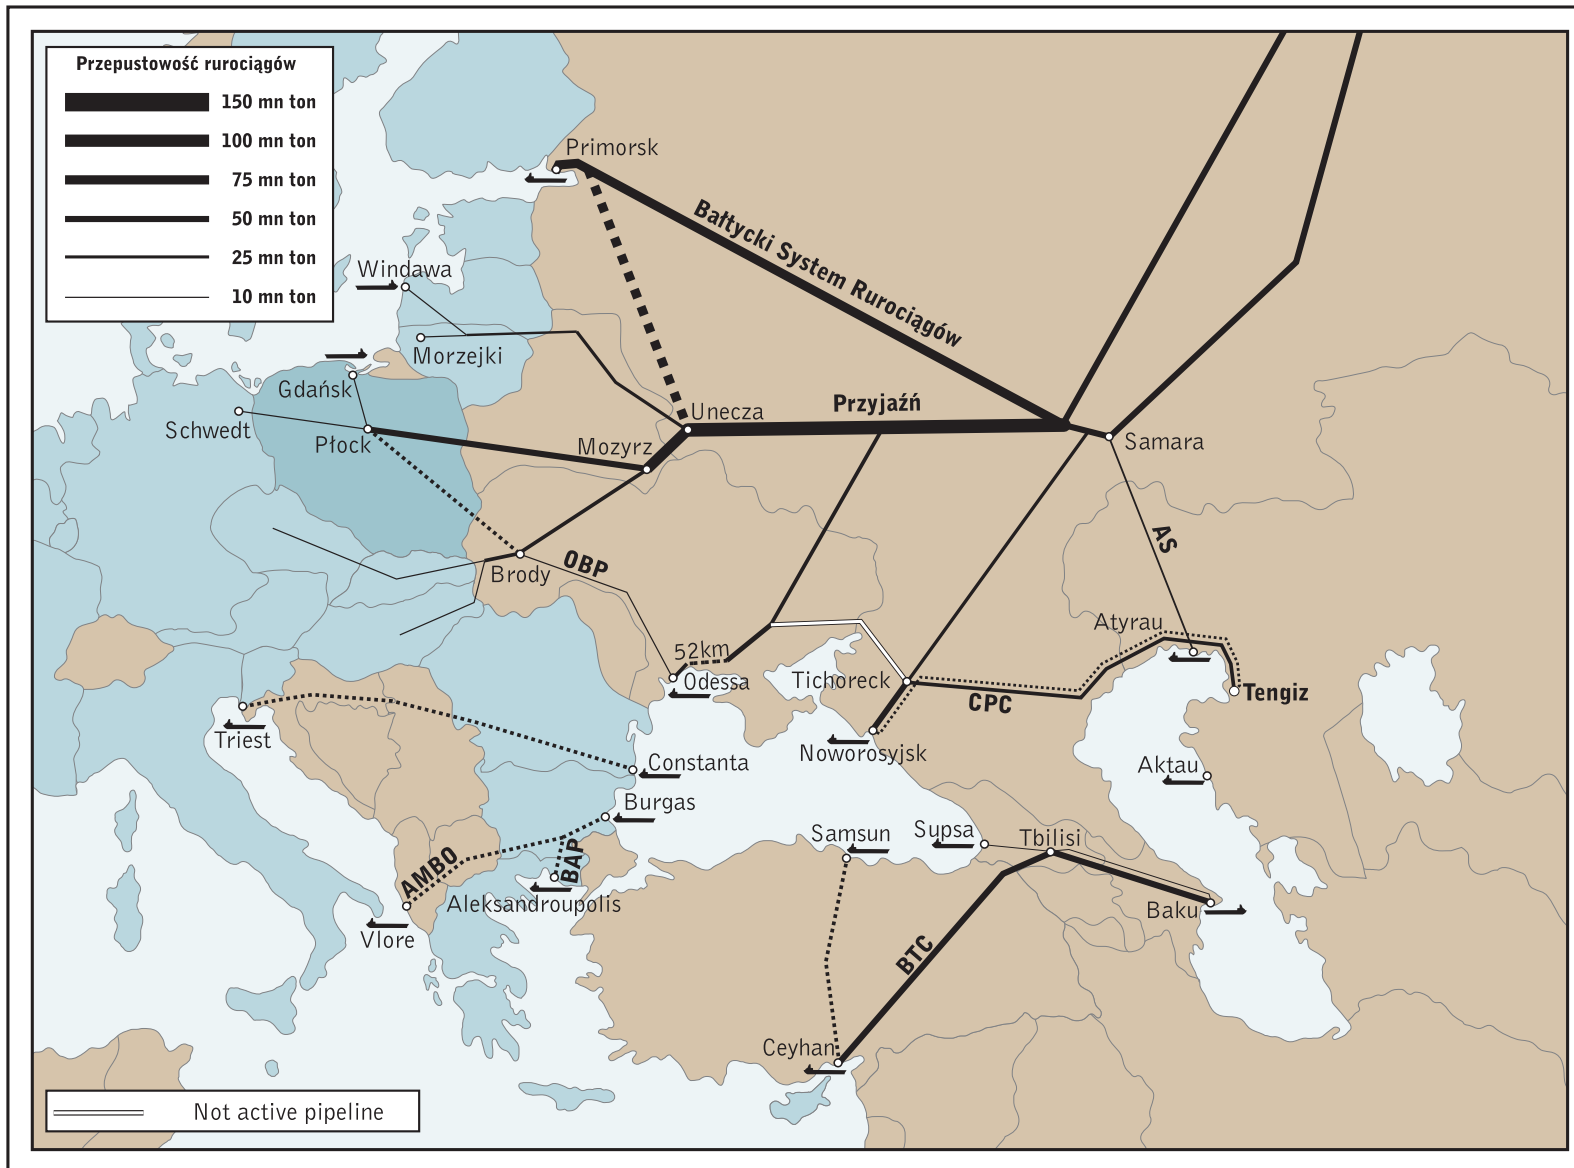 Przepustowość rurociągów
150 mn ton
100 mn ton
75 mn ton
50 mn ton
25 mn ton
10 mn ton
Primorsk
Bałtycki System Rurociągów
Windawa
Morzejki
Gdańsk
Schwedt
Płock
Unecza
Mozyrz
Przyjaźń
Samara
AS
Brody
OBP
Atyrau
52km
Odessa
Tichoreck
CPC
Tengiz
Triest
Noworosyjsk
Constanta
Aktau
Burgas
Samsun
Supsa
Tbilisi
AMBO
BAP
Aleksandroupolis
Baku
Vlore
BTC
Ceyhan
Not active pipeline